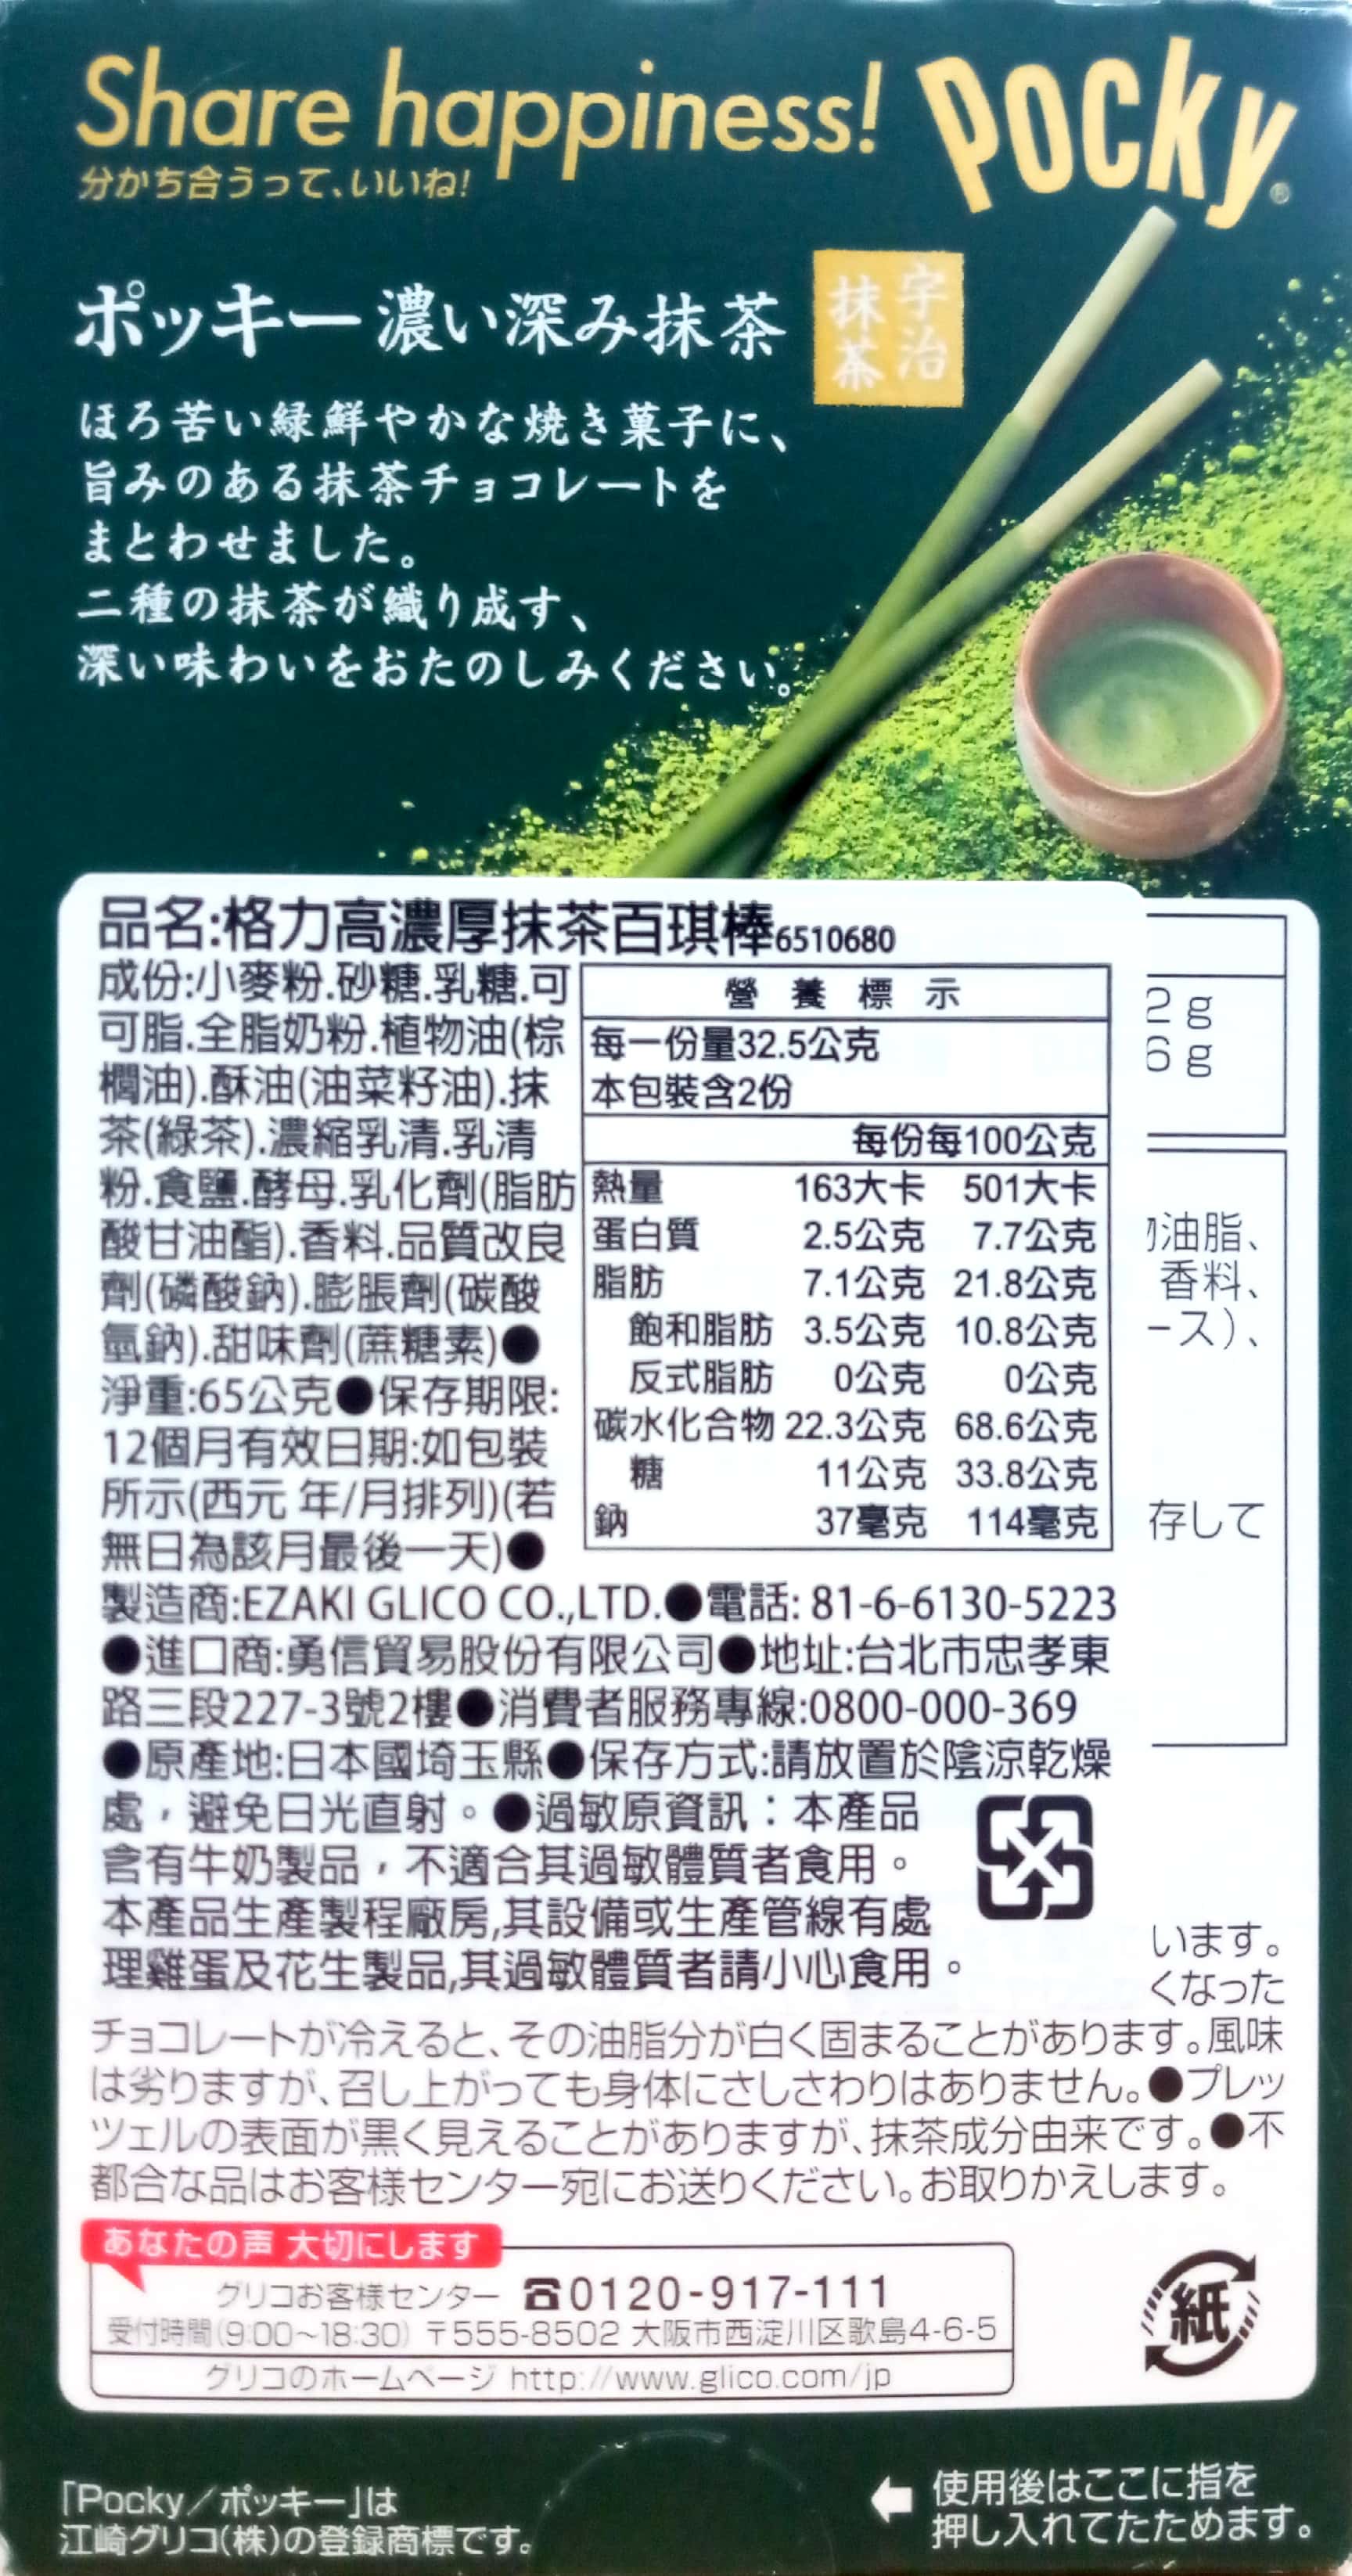 Share happiness!
Pocky®
分かち合うって、いいね!
ポッキー濃い深み抹茶
宇治
抹茶
ほろ苦い緑鮮やかな焼き菓子に、
旨みのある抹茶チョコレートを
まとわせました。
二種の抹茶が織り成す、
深い味わいをおたのしみください。
品名:格力高濃厚抹茶百琪棒6510680
成份:小麥粉.砂糖.乳糖.可
可脂.全脂奶粉.植物油(棕
櫚油).酥油(油菜籽油).抹
茶(綠茶).濃縮乳清.乳清
粉.食鹽.酵母.乳化劑(脂肪
酸甘油酯).香料.品質改良
劑(磷酸鈉).膨脹劑(碳酸
氫鈉).甜味劑(蔗糖素)●
淨重:65公克●保存期限:
12個月有效日期:如包裝
所示(西元 年/月排列)(若
無日為該月最後一天)●
營養標示
每一份量32.5公克
本包裝含2份
每份每100公克
熱量 163大卡 501大卡
蛋白質 2.5公克 7.7公克
脂肪 7.1公克 21.8公克
飽和脂肪 3.5公克 10.8公克
反式脂肪 0公克 0公克
碳水化合物 22.3公克 68.6公克
糖 11公克 33.8公克
鈉 37毫克 114毫克
製造商:EZAKI GLICO CO.,LTD.●電話: 81-6-6130-5223
●進口商:勇信貿易股份有限公司●地址:台北市忠孝東
路三段227-3號2樓●消費者服務專線:0800-000-369
●原產地:日本國埼玉縣●保存方式:請放置於陰涼乾燥
處，避免日光直射。●過敏原資訊：本產品
含有牛奶製品，不適合其過敏體質者食用。
本產品生產製程廠房,其設備或生產管線有處
理雞蛋及花生製品,其過敏體質者請小心食用。
2g
6g
油脂、
香料、
ース)、
存して
います。
くなった
チョコレートが冷えると、その油脂分が白く固まることがあります。風味
は劣りますが、召し上がっても身体にさしさわりはありません。●プレッ
ツェルの表面が黒く見えることがありますが、抹茶成分由来です。●不
都合な品はお客様センター宛にお送りください。お取りかえします。
あなたの声 大切にします
グリコお客様センター ☎0120-917-111
受付時間(9:00~18:30) 〒555-8502 大阪市西淀川区歌島4-6-5
グリコのホームページ http://www.glico.com/jp
紙
「Pocky/ポッキー」は
江崎グリコ(株)の登録商標です。
← 使用後はここに指を
押し入れてたためます。